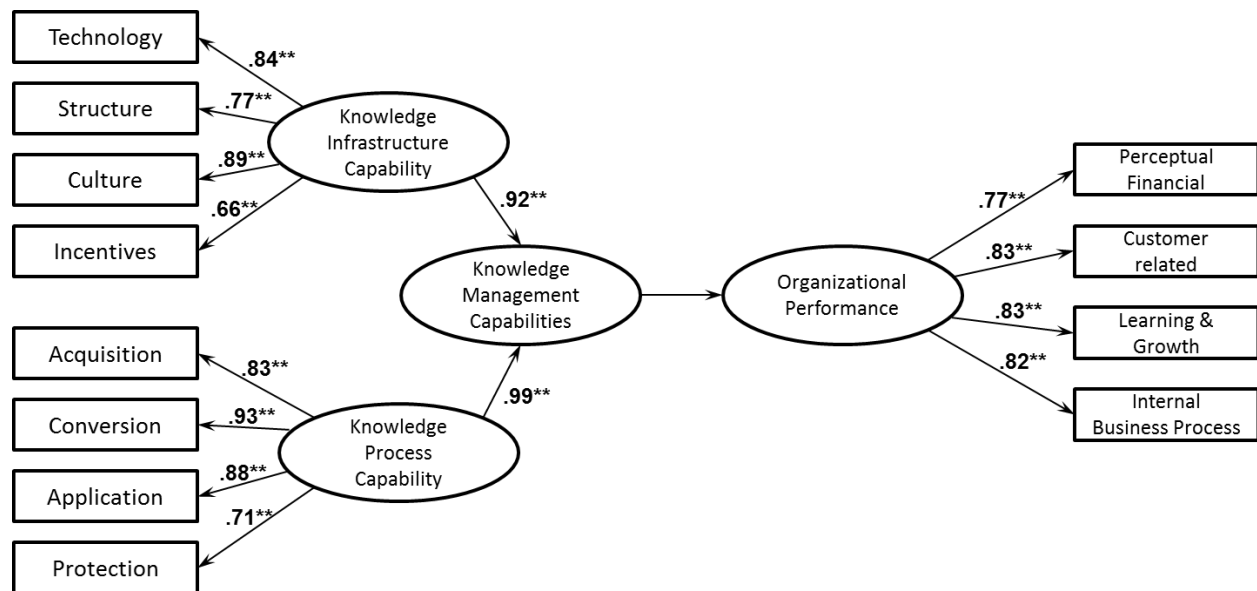 Technology
.84**
Structure
.77**
Culture
.89**
Incentives
.66**
Knowledge
Infrastructure
Capability
.92**
Acquisition
.83**
Conversion
.93**
Application
.88**
Protection
.71**
Knowledge
Process
Capability
.99**
Knowledge
Management
Capabilities
Organizational
Performance
.77**
Perceptual
Financial
.83**
Customer
related
.83**
Learning &
Growth
.82**
Internal
Business Process